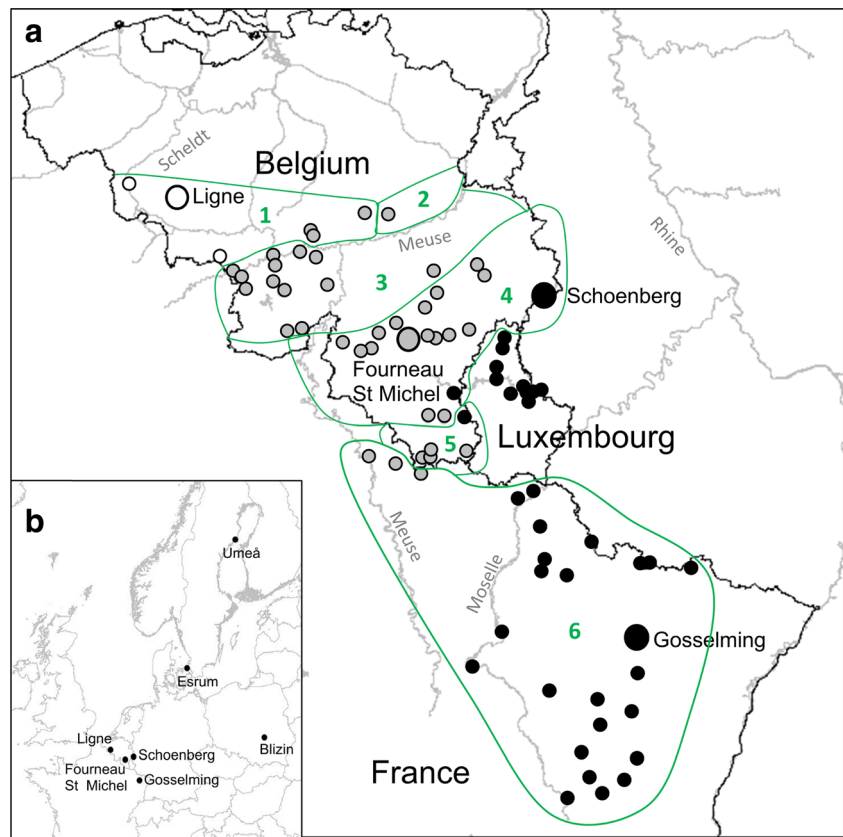 a
Scheldt
Belgium
Ligne
1
2
Meuse
Rhine
3
4
Schoenberg
Fourneau
St Michel
5
Luxembourg
Meuse
Moselle
6
Gosselming
France
b
Umeå
Esrum
Ligne
Schoenberg
Blizin
Fourneau
St Michel
Gosselming